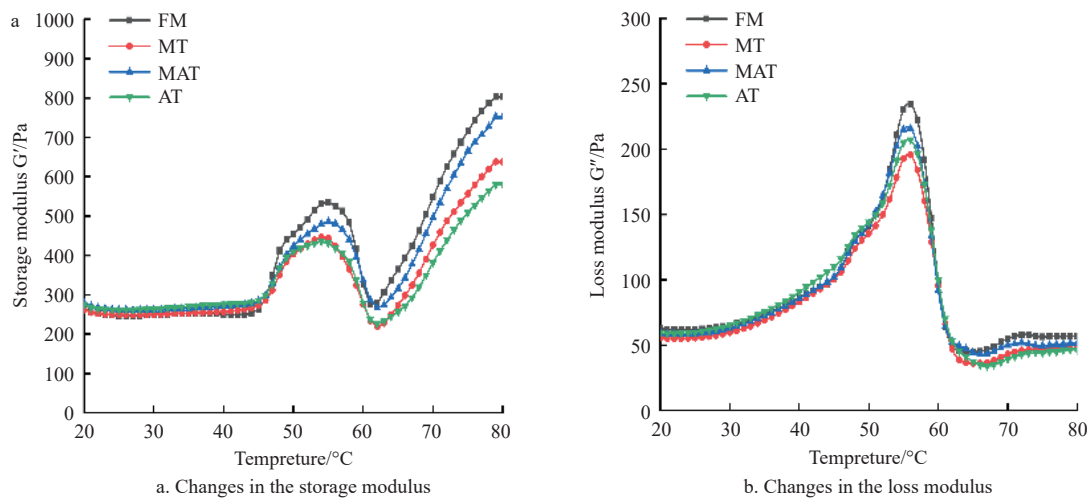 a
1000
900
800
700
600
500
400
300
200
100
0
Storage modulus G′/Pa
FM
MT
MAT
AT
20
30
40
50
60
70
80
Tempreture/°C
a. Changes in the storage modulus
300
250
200
150
100
50
0
Loss modulus G″/Pa
FM
MT
MAT
AT
20
30
40
50
60
70
80
Tempreture/°C
b. Changes in the loss modulus